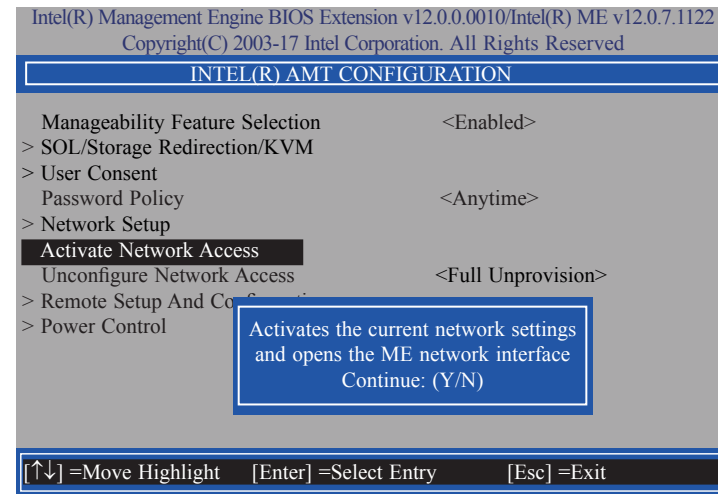 Intel(R) Management Engine BIOS Extension v12.0.0.0010/Intel(R) ME v12.0.7.1122
Copyright(C) 2003-17 Intel Corporation. All Rights Reserved
INTEL(R) AMT CONFIGURATION
Manageability Feature Selection <Enabled>
> SOL/Storage Redirection/KVM
> User Consent
Password Policy <Anytime>
> Network Setup
Activate Network Access
Unconfigure Network Access <Full Unprovision>
> Remote Setup And
> Power Control
Activates the current network settings
and opens the ME network interface
Continue: (Y/N)
[↑↓] =Move Highlight [Enter] =Select Entry [Esc] =Exit